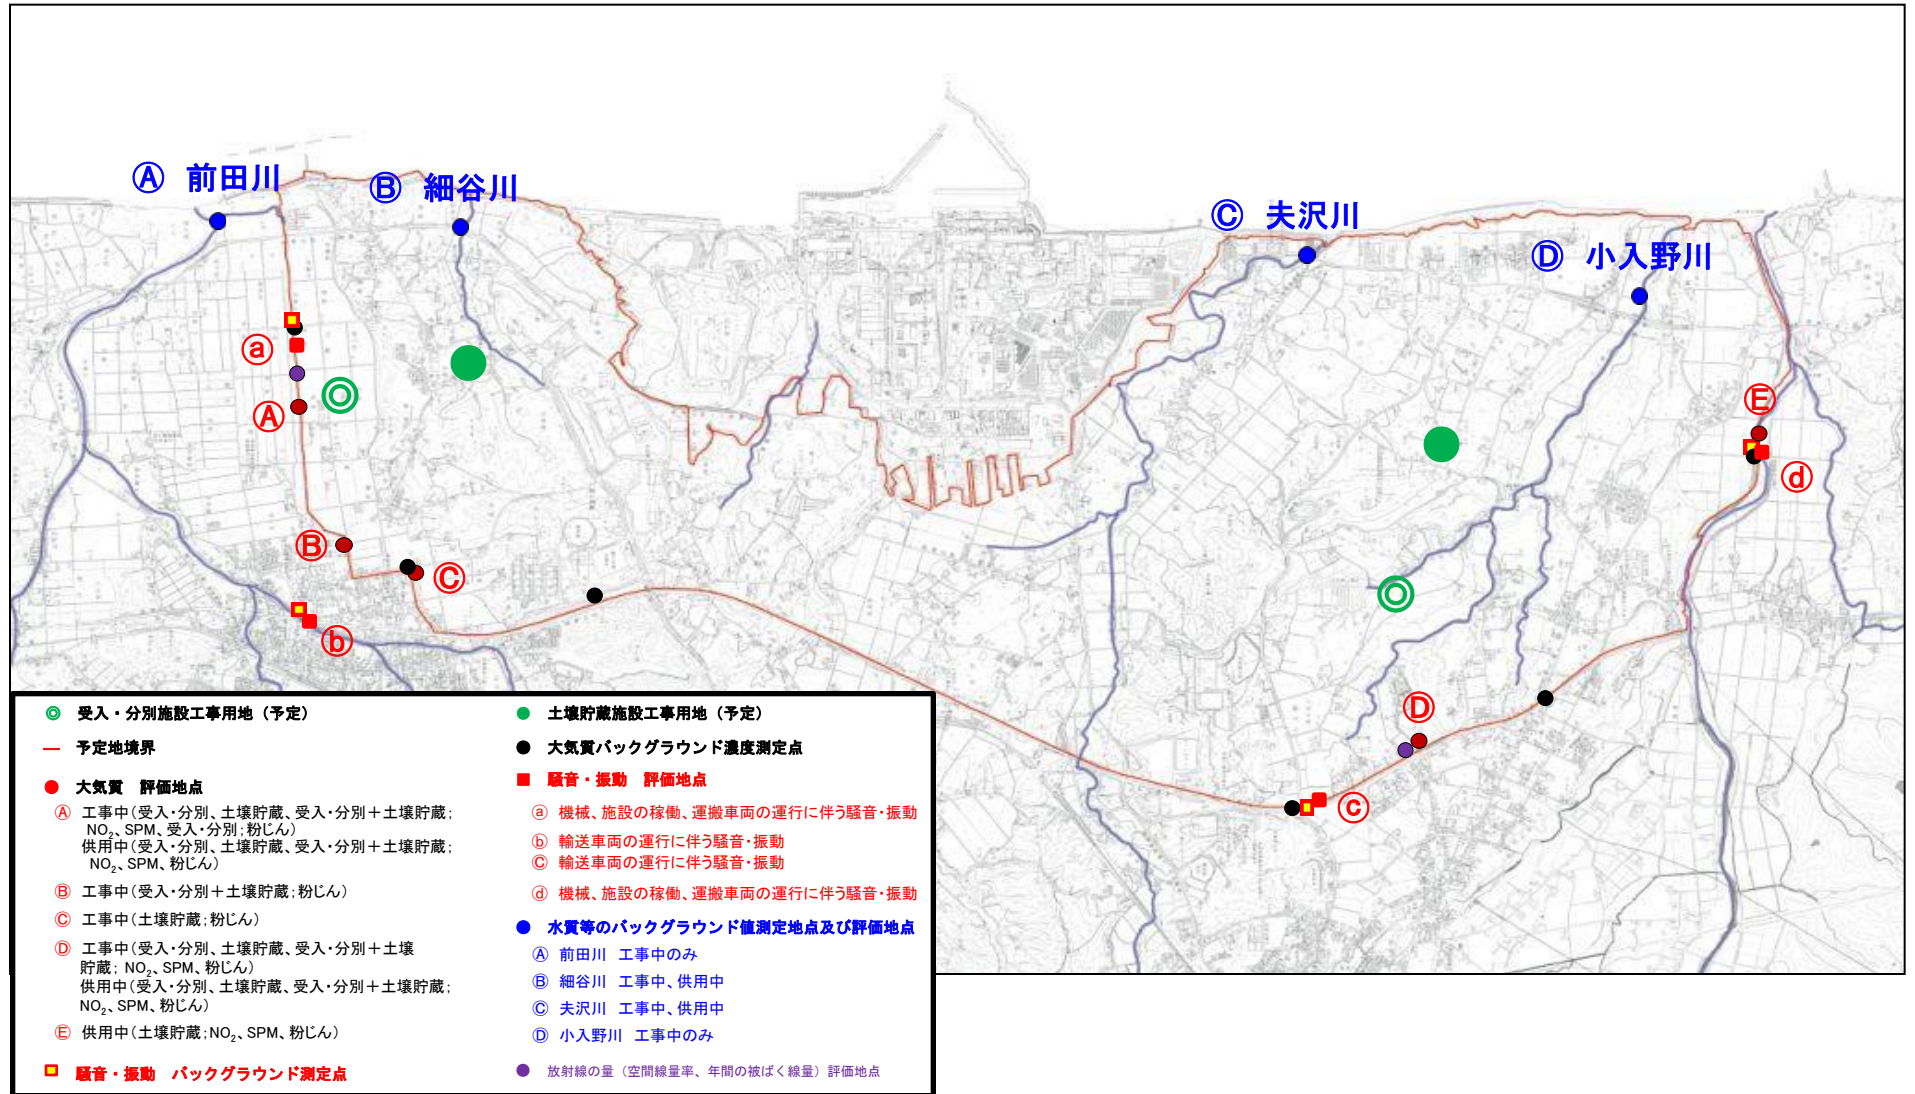 Ⓐ 前田川
Ⓑ 細谷川
Ⓒ 夫沢川
Ⓓ 小入野川
ⓐ
Ⓐ
Ⓔ
ⓓ
Ⓑ
Ⓒ
ⓑ
Ⓓ
ⓒ
◎ 受入・分別施設工事用地（予定）
― 予定地境界
● 大気質 評価地点
Ⓐ 工事中(受入・分別、土壌貯蔵、受入・分別＋土壌貯蔵;
NO₂、SPM、受入・分別;粉じん)
供用中(受入・分別、土壌貯蔵、受入・分別＋土壌貯蔵;
NO₂、SPM、粉じん)
Ⓑ 工事中(受入・分別＋土壌貯蔵;粉じん)
Ⓒ 工事中(土壌貯蔵;粉じん)
Ⓓ 工事中(受入・分別、土壌貯蔵、受入・分別＋土壌
貯蔵; NO₂、SPM、粉じん)
供用中(受入・分別、土壌貯蔵、受入・分別＋土壌貯蔵;
NO₂、SPM、粉じん)
Ⓔ 供用中(土壌貯蔵;NO₂、SPM、粉じん)
騒音・振動 バックグラウンド測定点
● 土壌貯蔵施設工事用地（予定）
● 大気質バックグラウンド濃度測定点
■ 騒音・振動 評価地点
ⓐ 機械、施設の稼働、運搬車両の運行に伴う騒音・振動
ⓑ 輸送車両の運行に伴う騒音・振動
ⓒ 輸送車両の運行に伴う騒音・振動
ⓓ 機械、施設の稼働、運搬車両の運行に伴う騒音・振動
● 水質等のバックグラウンド値測定地点及び評価地点
Ⓐ 前田川 工事中のみ
Ⓑ 細谷川 工事中、供用中
Ⓒ 夫沢川 工事中、供用中
Ⓓ 小入野川 工事中のみ
● 放射線の量（空間線量率、年間の被ばく線量）評価地点